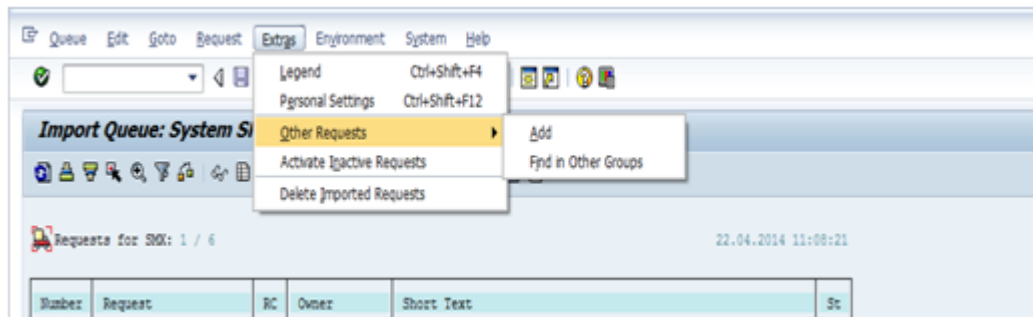 Queue Edit Goto Request Extras Environment System Help
Legend Ctrl+Shift+F4
Personal Settings Ctrl+Shift+F12
Import Queue: System S
Other Requests
Add
Activate Inactive Requests
Find in Other Groups
Delete Imported Requests
Requests for SMX: 1 / 6 22.04.2014 11:08:21
Number Request RC Owner Short Text St